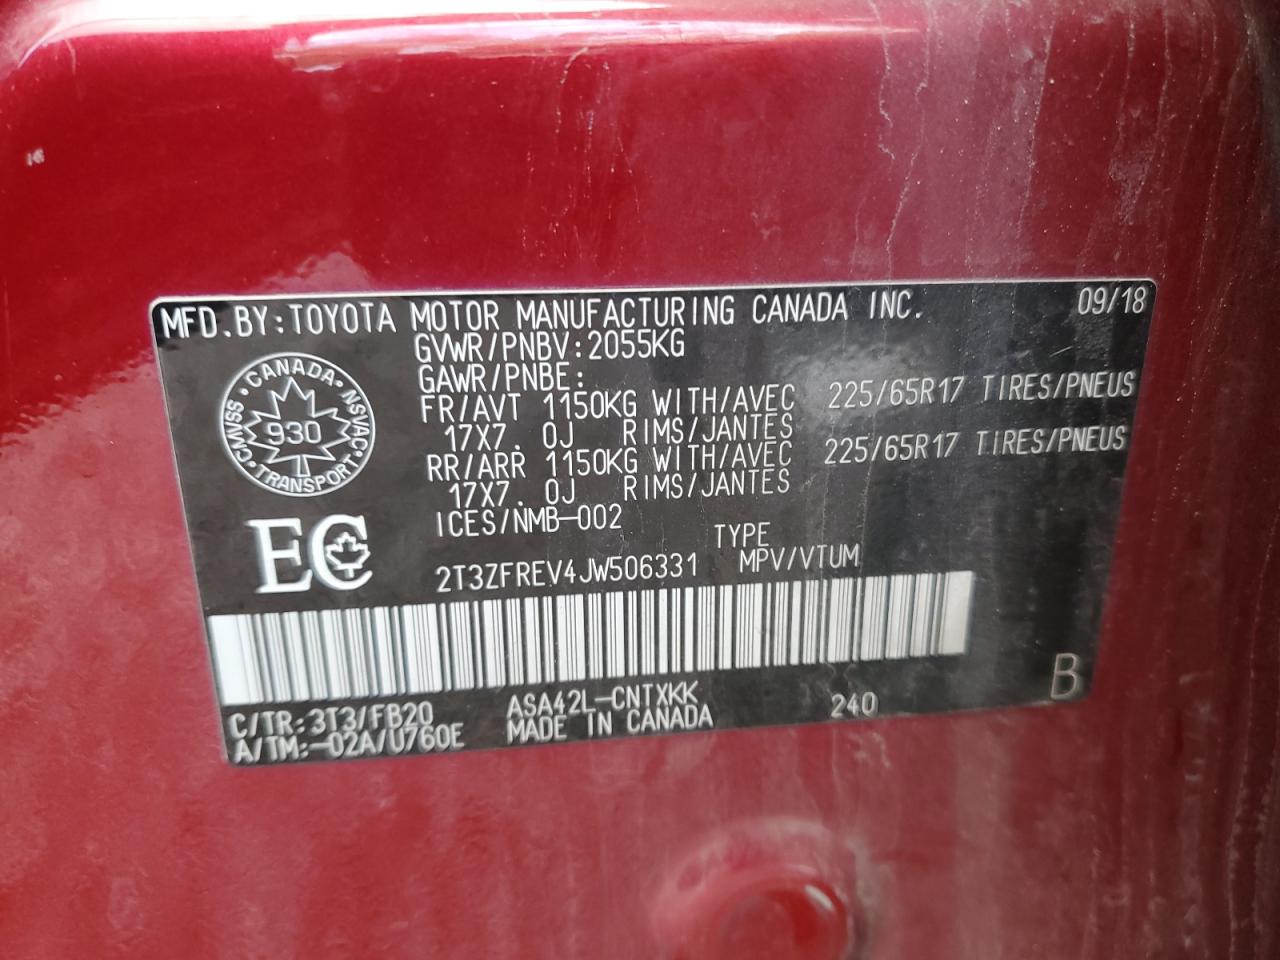 MFD.BY:TOYOTA MOTOR MANUFACTURING CANADA INC. 09/18
GVWR/PNBV:2055KG
GAWR/PNBE:
FR/AVT 1150KG WITH/AVEC 225/65R17 TIRES/PNEUS
17X7. 0J RIMS/JANTES
RR/ARR 1150KG WITH/AVEC 225/65R17 TIRES/PNEUS
17X7. 0J RIMS/JANTES
ICES/NMB-002
CANADA
CMVSS 930 NSVAC
TRANSPORT
EC
TYPE
2T3ZFREV4JW506331 MPV/VTUM
C/TR:3T3/FB20 ASA42L-CNTXKK 240 B
A/TM:-02A/U760E MADE IN CANADA